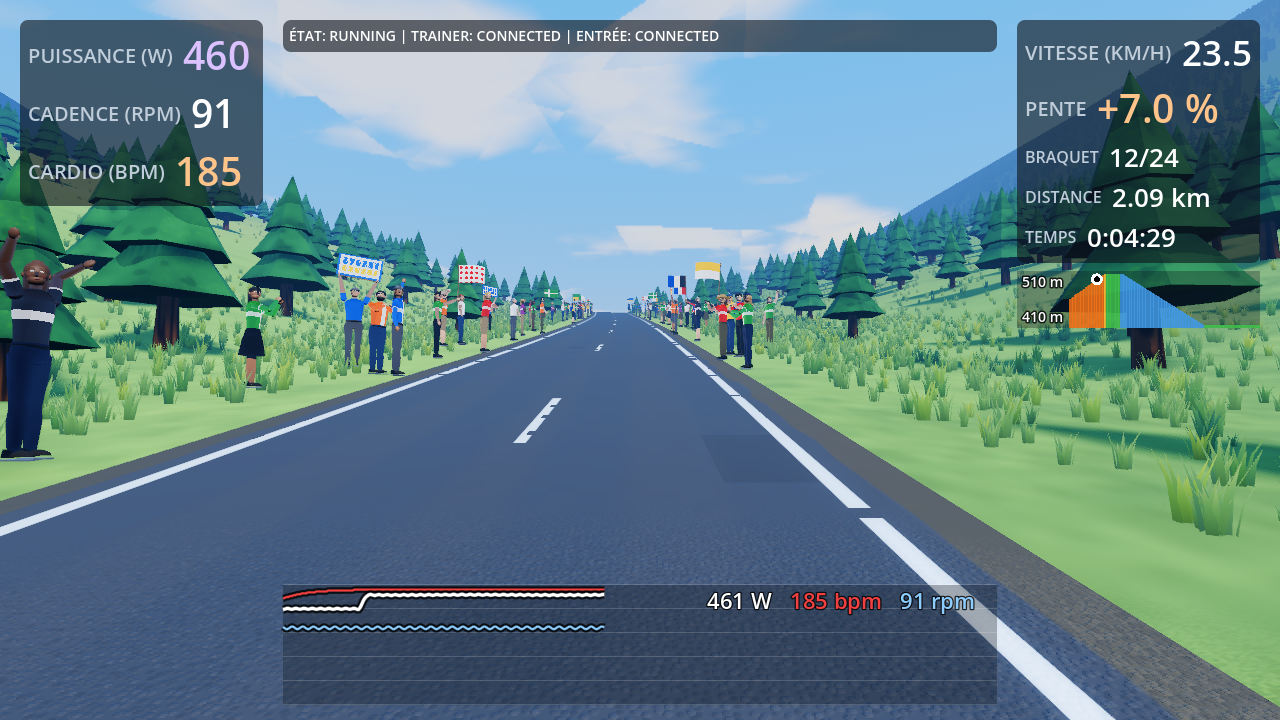 PUISSANCE (W) 460
CADENCE (RPM) 91
CARDIO (BPM) 185
ÉTAT: RUNNING | TRAINER: CONNECTED | ENTRÉE: CONNECTED
VITESSE (KM/H) 23.5
PENTE +7.0 %
BRAQUET 12/24
DISTANCE 2.09 km
TEMPS 0:04:29
510 m
410 m
461 W 185 bpm 91 rpm